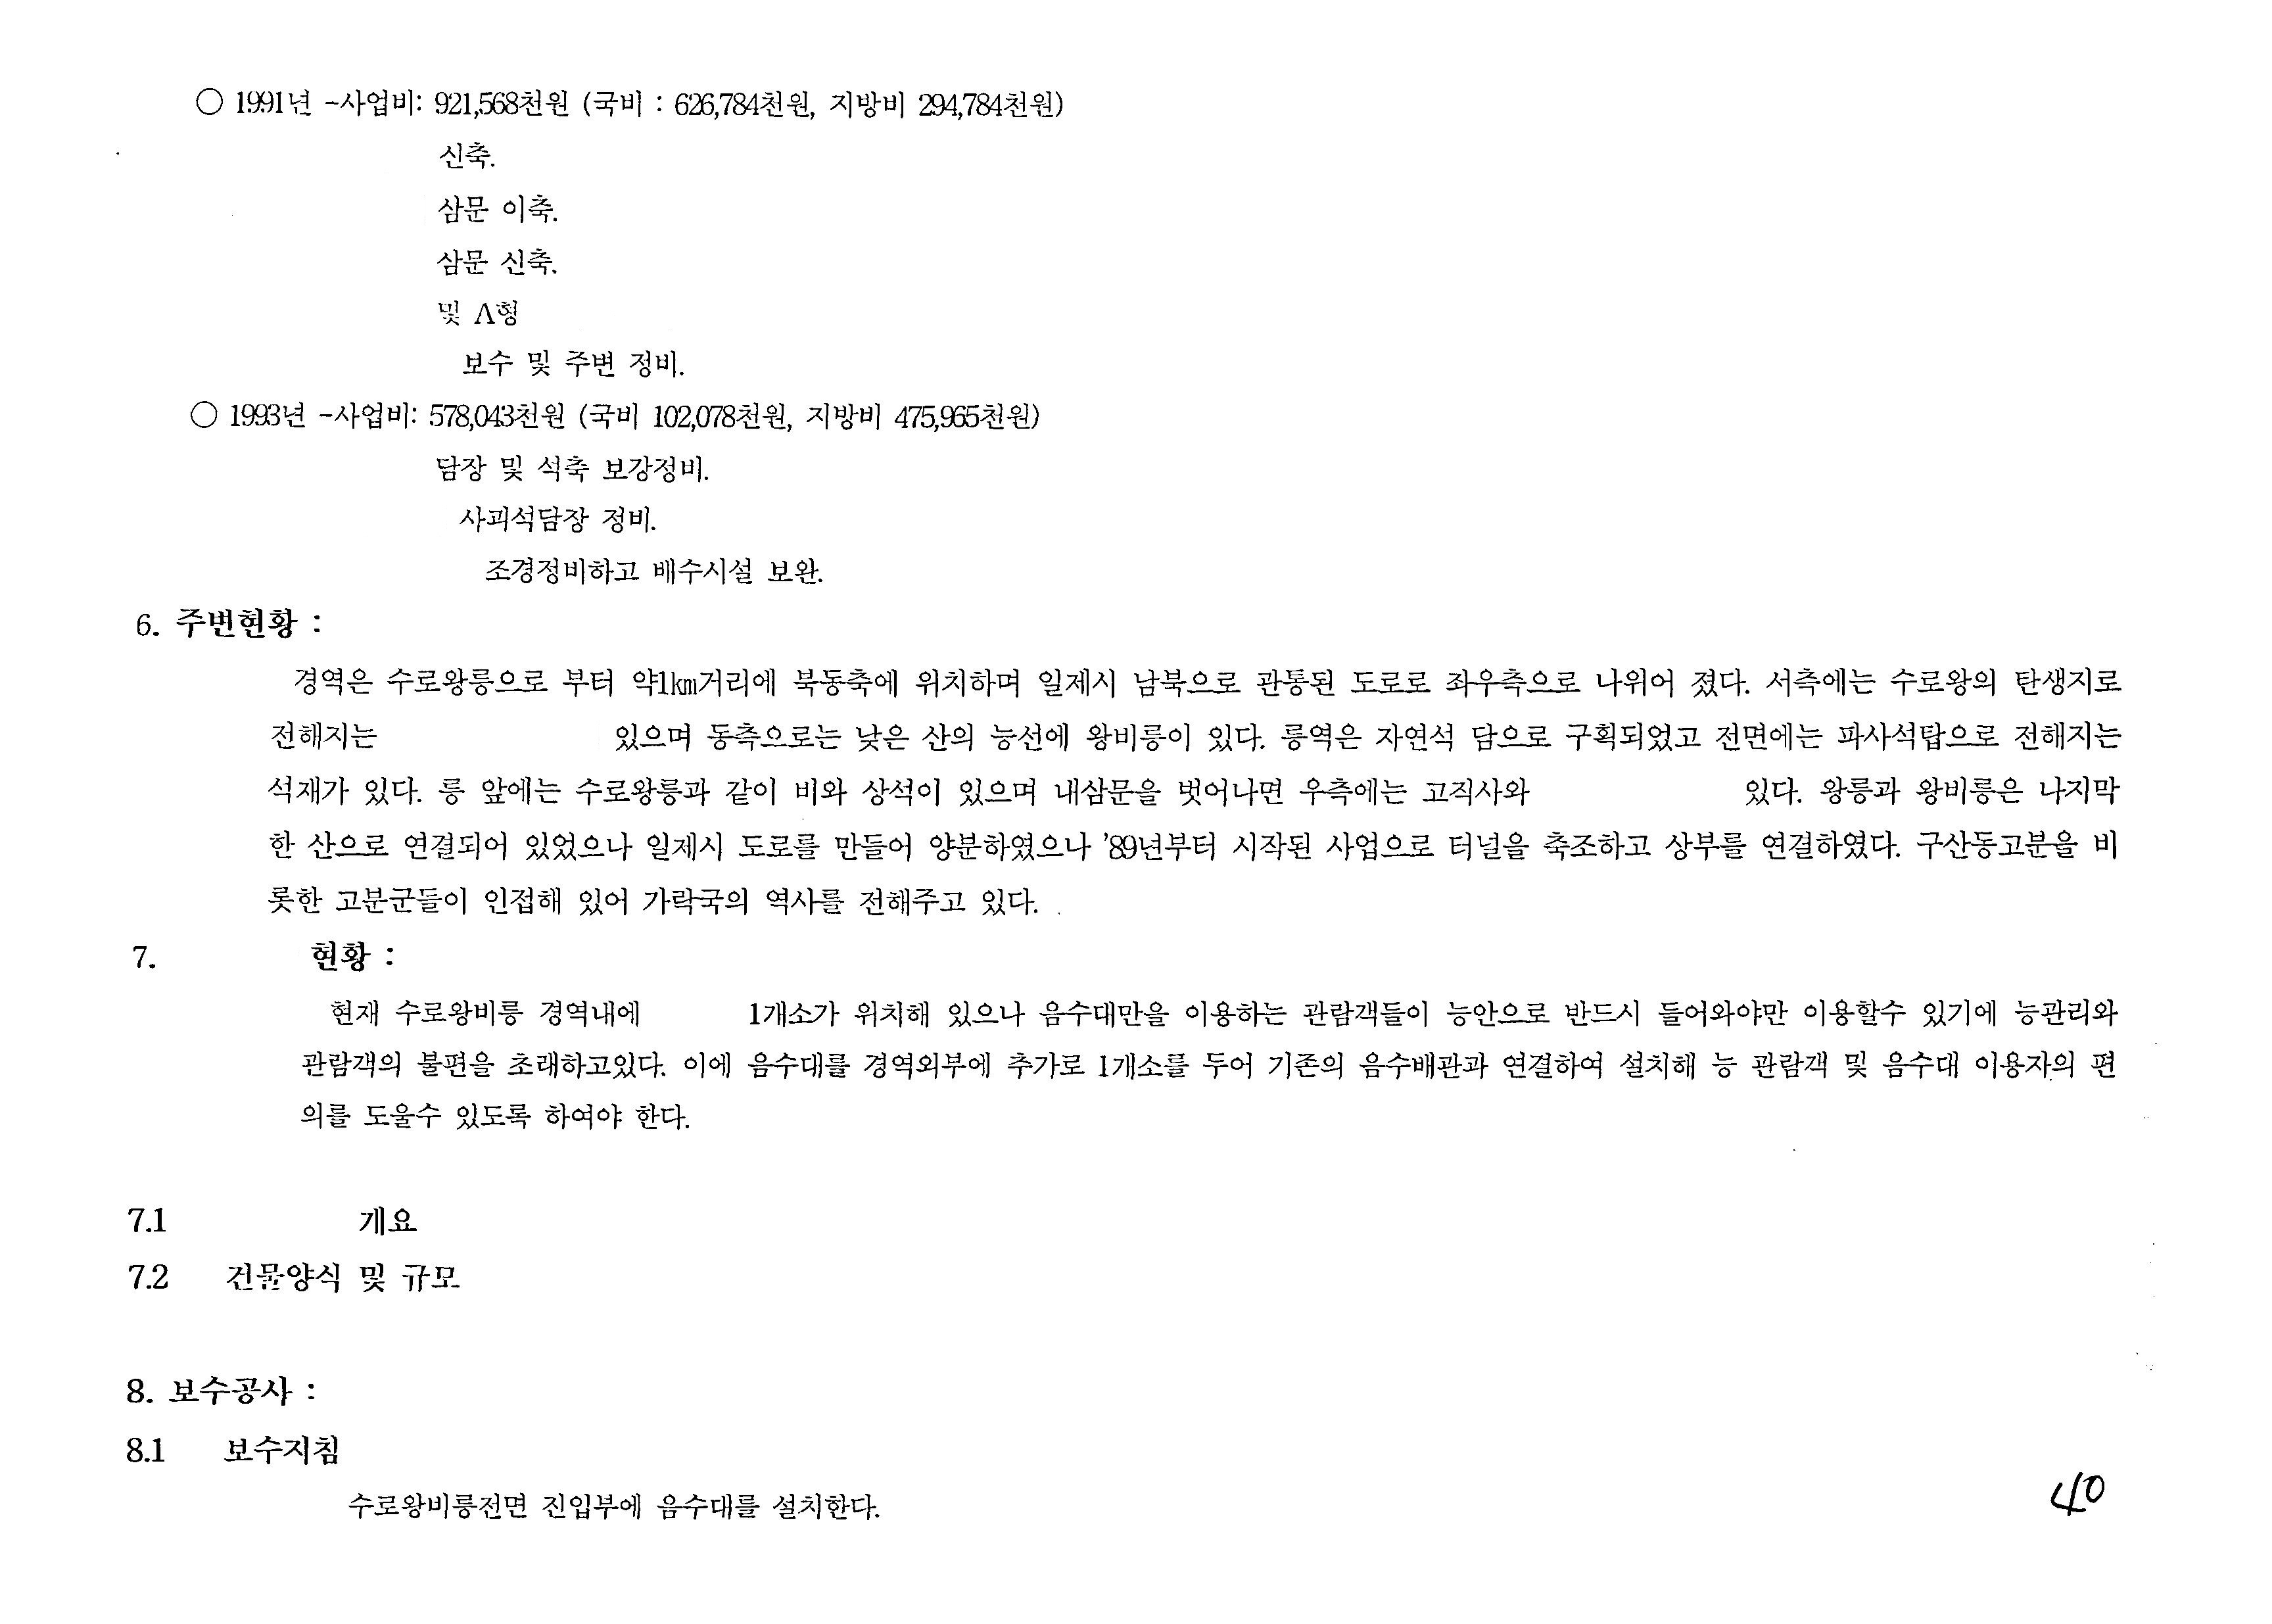 ○ 1991년 -사업비: 921,568천원 (국비 : 626,784천원, 지방비 294,784천원)
신축.
삼문 이축.
삼문 신축.
및 Λ형
보수 및 주변 정비.
○ 1993년 -사업비: 578,043천원 (국비 102,078천원, 지방비 475,965천원)
담장 및 석축 보강정비.
사괴석담장 정비.
조경정비하고 배수시설 보완.
6. 주변현황 :
경역은 수로왕릉으로 부터 약1㎞거리에 북동축에 위치하며 일제시 남북으로 관통된 도로로 좌우측으로 나위어 졌다. 서측에는 수로왕의 탄생지로
전해지는 있으며 동측으로는 낮은 산의 능선에 왕비릉이 있다. 릉역은 자연석 담으로 구획되었고 전면에는 파사석탑으로 전해지는
석재가 있다. 릉 앞에는 수로왕릉과 같이 비와 상석이 있으며 내삼문을 벗어나면 우측에는 고직사와 있다. 왕릉과 왕비릉은 나지막
한 산으로 연결되어 있었으나 일제시 도로를 만들어 양분하였으나 '89년부터 시작된 사업으로 터널을 축조하고 상부를 연결하였다. 구산동고분을 비
롯한 고분군들이 인접해 있어 가락국의 역사를 전해주고 있다.
7. 현황 :
현재 수로왕비릉 경역내에 1개소가 위치해 있으나 음수대만을 이용하는 관람객들이 능안으로 반드시 들어와야만 이용할수 있기에 능관리와
관람객의 불편을 초래하고있다. 이에 음수대를 경역외부에 추가로 1개소를 두어 기존의 음수배관과 연결하여 설치해 능 관람객 및 음수대 이용자의 편
의를 도울수 있도록 하여야 한다.
7.1 개요
7.2 건물양식 및 규모
8. 보수공사 :
8.1 보수지침
수로왕비릉전면 진입부에 음수대를 설치한다.
40